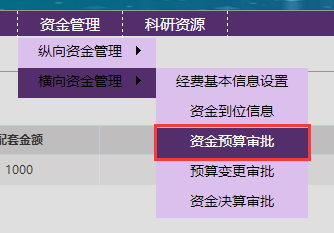 资金管理 科研资源
纵向资金管理
横向资金管理 经费基本信息设置
资金到位信息
配套金额 资金预算审批
1000 预算变更审批
资金决算审批